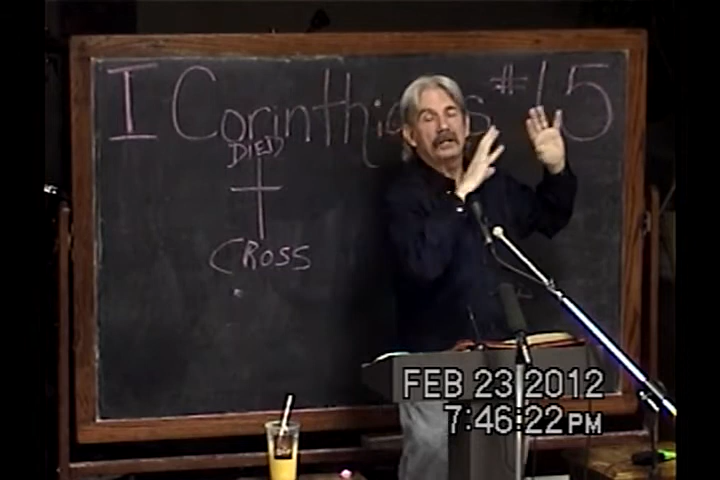 I Corinthians #15
DIED
CROSS
FEB 23 2012
7:46:22 PM